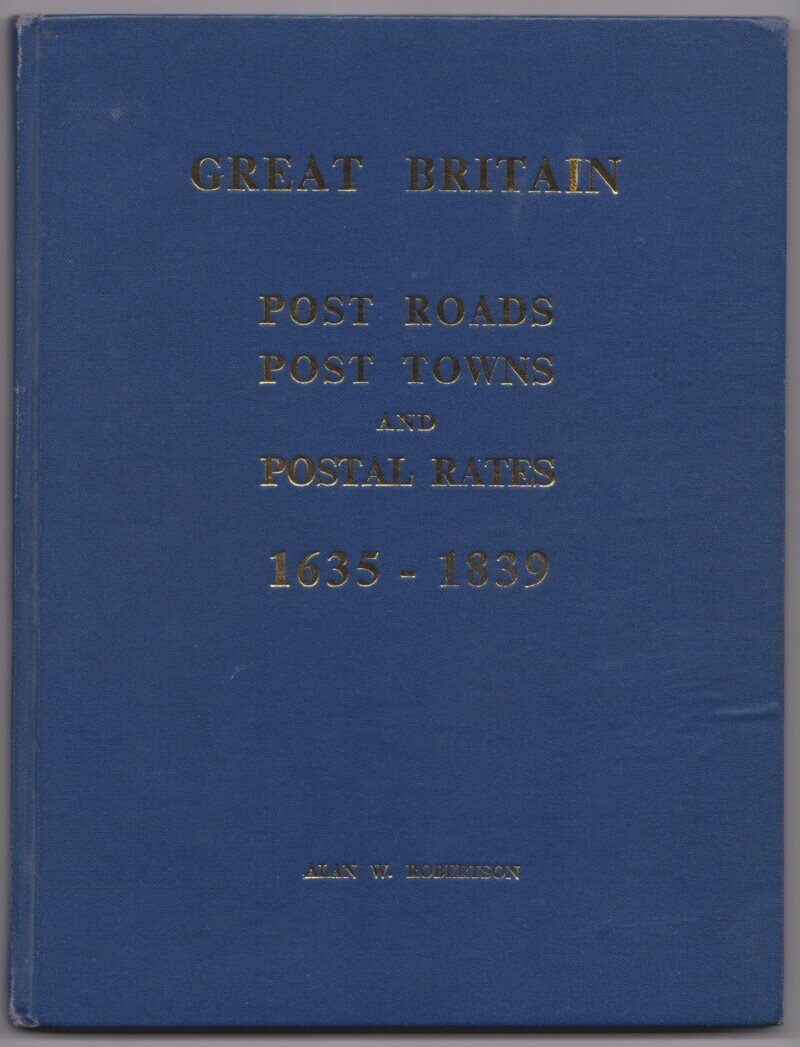 GREAT BRITAIN
POST ROADS
POST TOWNS
AND
POSTAL RATES
1635 - 1839
ALAN W. ROBERTSON